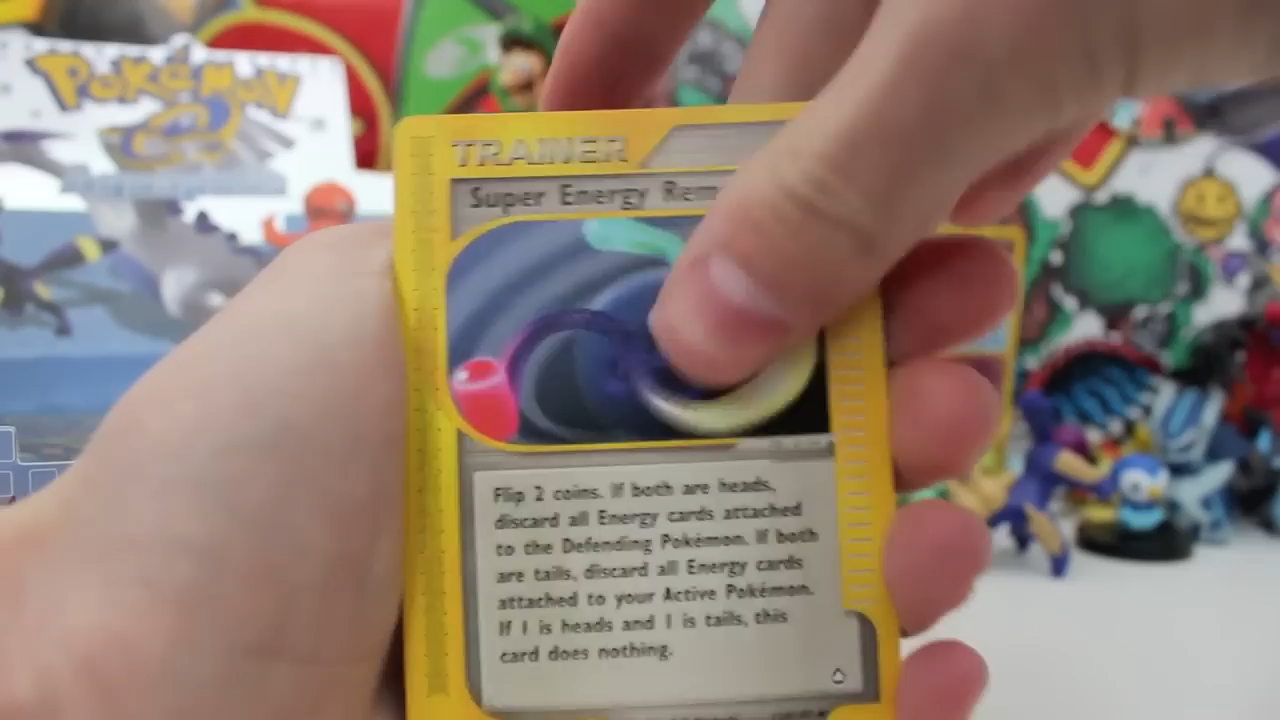 Pokémon
TRAINER
Super Energy Rem
Flip 2 coins. If both are heads,
discard all Energy cards attached
to the Defending Pokémon. If both
are tails, discard all Energy cards
attached to your Active Pokémon.
If 1 is heads and 1 is tails, this
card does nothing.